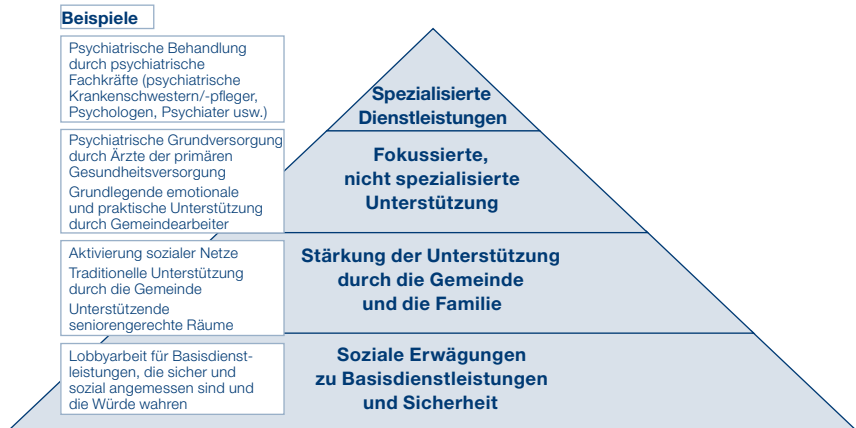 Beispiele
Psychiatrische Behandlung
durch psychiatrische
Fachkräfte (psychiatrische
Krankenschwestern/-pfleger,
Psychologen, Psychiater usw.)
Spezialisierte
Dienstleistungen
Psychiatrische Grundversorgung
durch Ärzte der primären
Gesundheitsversorgung
Grundlegende emotionale
und praktische Unterstützung
durch Gemeindearbeiter
Fokussierte,
nicht spezialisierte
Unterstützung
Aktivierung sozialer Netze
Traditionelle Unterstützung
durch die Gemeinde
Unterstützende
seniorengerechte Räume
Stärkung der Unterstützung
durch die Gemeinde
und die Familie
Lobbyarbeit für Basisdienst-
leistungen, die sicher und
sozial angemessen sind und
die Würde wahren
Soziale Erwägungen
zu Basisdienstleistungen
und Sicherheit